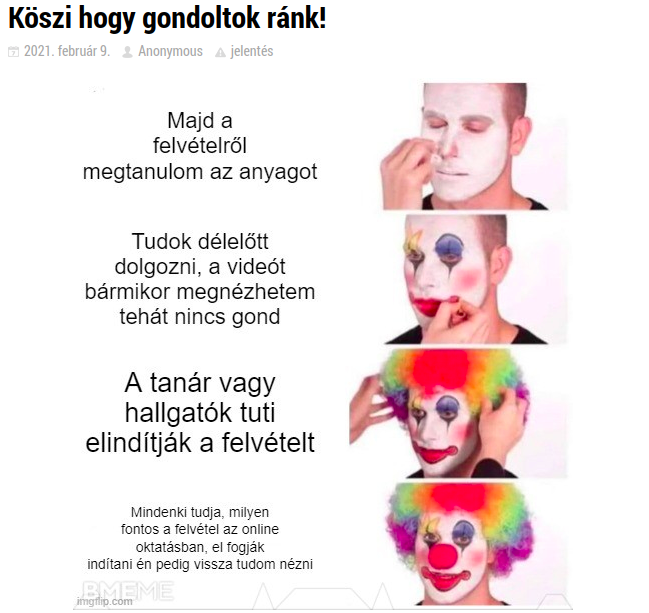 Köszi hogy gondoltok ránk!
2021. február 9. Anonymous jelentés
Majd a
felvételről
megtanulom az anyagot
Tudok délelőtt
dolgozni, a videót
bármikor megnézhetem
tehát nincs gond
A tanár vagy
hallgatók tuti
elindítják a felvételt
Mindenki tudja, milyen
fontos a felvétel az online
oktatásban, el fogják
indítani én pedig vissza tudom nézni
BMEME
imgflip.com